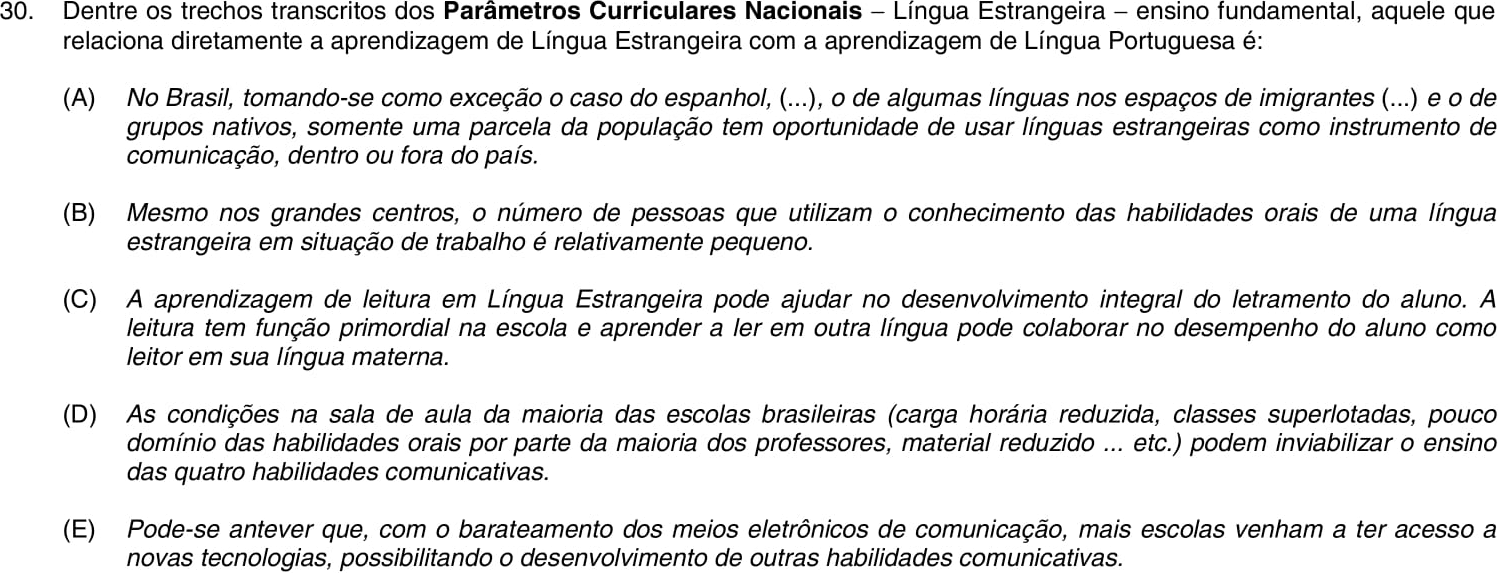 30. Dentre os trechos transcritos dos Parâmetros Curriculares Nacionais – Língua Estrangeira – ensino fundamental, aquele que
relaciona diretamente a aprendizagem de Língua Estrangeira com a aprendizagem de Língua Portuguesa é:
(A) No Brasil, tomando-se como exceção o caso do espanhol, (...), o de algumas línguas nos espaços de imigrantes (...) e o de
grupos nativos, somente uma parcela da população tem oportunidade de usar línguas estrangeiras como instrumento de
comunicação, dentro ou fora do país.
(B) Mesmo nos grandes centros, o número de pessoas que utilizam o conhecimento das habilidades orais de uma língua
estrangeira em situação de trabalho é relativamente pequeno.
(C) A aprendizagem de leitura em Língua Estrangeira pode ajudar no desenvolvimento integral do letramento do aluno. A
leitura tem função primordial na escola e aprender a ler em outra língua pode colaborar no desempenho do aluno como
leitor em sua língua materna.
(D) As condições na sala de aula da maioria das escolas brasileiras (carga horária reduzida, classes superlotadas, pouco
domínio das habilidades orais por parte da maioria dos professores, material reduzido ... etc.) podem inviabilizar o ensino
das quatro habilidades comunicativas.
(E) Pode-se antever que, com o barateamento dos meios eletrônicos de comunicação, mais escolas venham a ter acesso a
novas tecnologias, possibilitando o desenvolvimento de outras habilidades comunicativas.